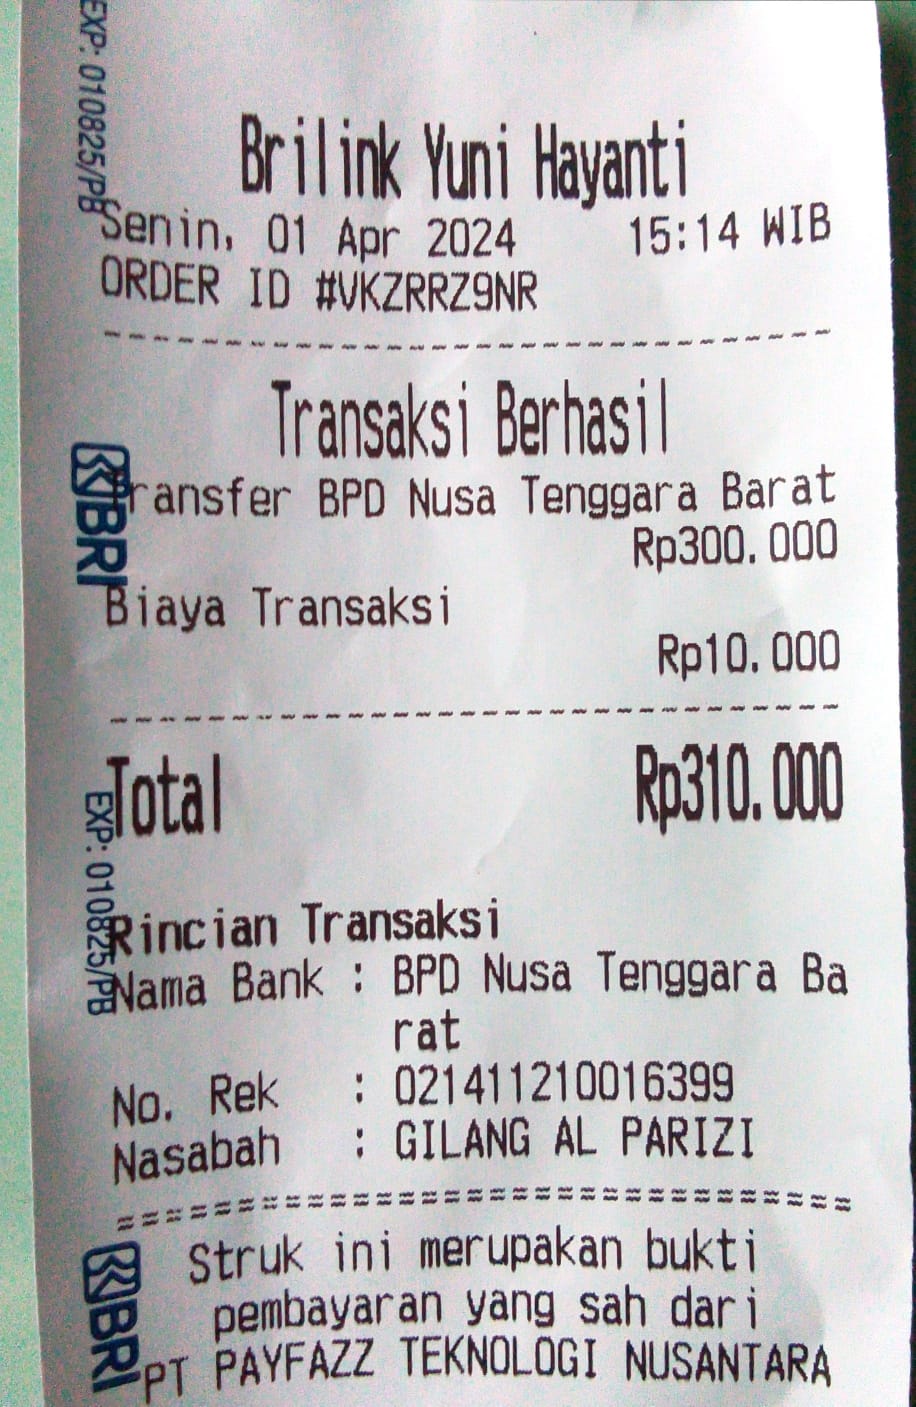 EXP: 010825/PB
Brilink Yuni Hayanti
Senin, 01 Apr 2024 15:14 WIB
ORDER ID #VKZRRZ9NR
Transaksi Berhasil
Transfer BPD Nusa Tenggara Barat
Rp300.000
BRI
Biaya Transaksi
Rp10.000
Total Rp310.000
EXP: 010825/PB
Rincian Transaksi
Nama Bank : BPD Nusa Tenggara Ba
rat
No. Rek : 021411210016399
Nasabah : GILANG AL PARIZI
Struk ini merupakan bukti
pembayaran yang sah dari
BRI
PT PAYFAZZ TEKNOLOGI NUSANTARA